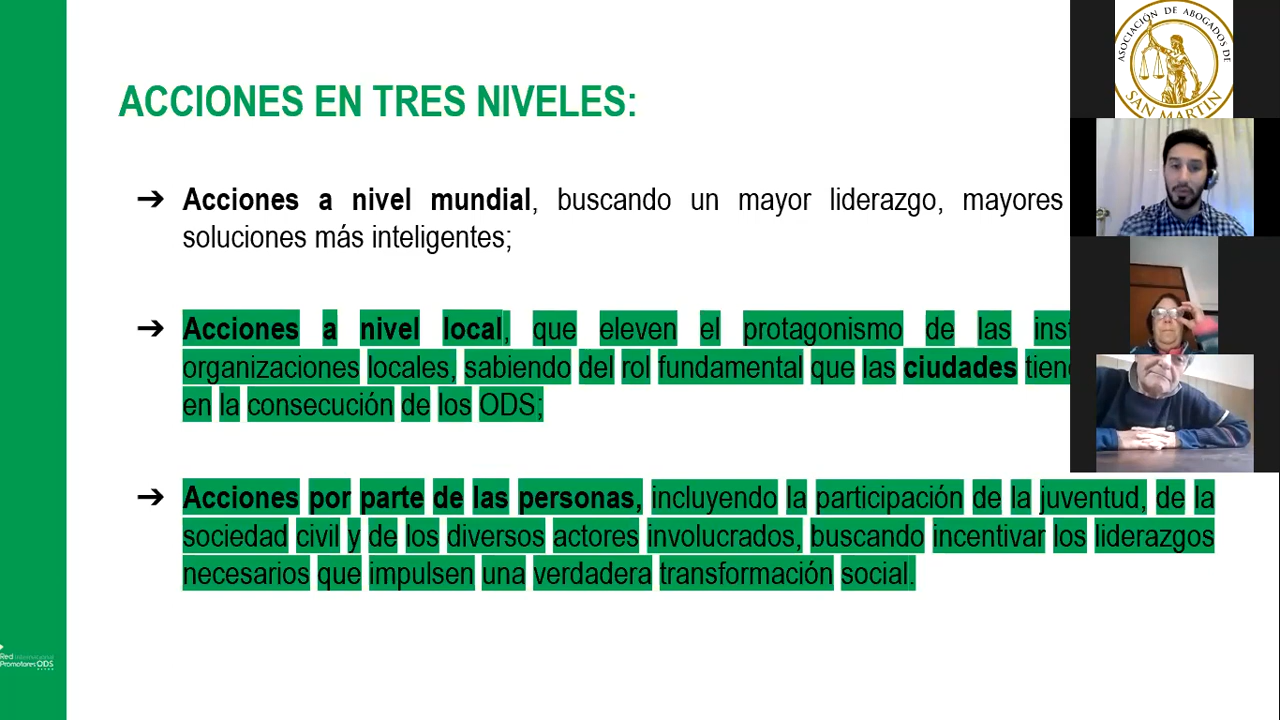 ACCIONES EN TRES NIVELES:
➔ Acciones a nivel mundial, buscando un mayor liderazgo, mayores
soluciones más inteligentes;
➔ Acciones a nivel local, que eleven el protagonismo de las
organizaciones locales, sabiendo del rol fundamental que las ciudades
en la consecución de los ODS;
➔ Acciones por parte de las personas, incluyendo la participación de la juventud, de la
sociedad civil y de los diversos actores involucrados, buscando incentivar los liderazgos
necesarios que impulsen una verdadera transformación social.
ASOCIACIÓN DE ABOGADOS DE
SAN MARTIN
Red
Promotores ODS